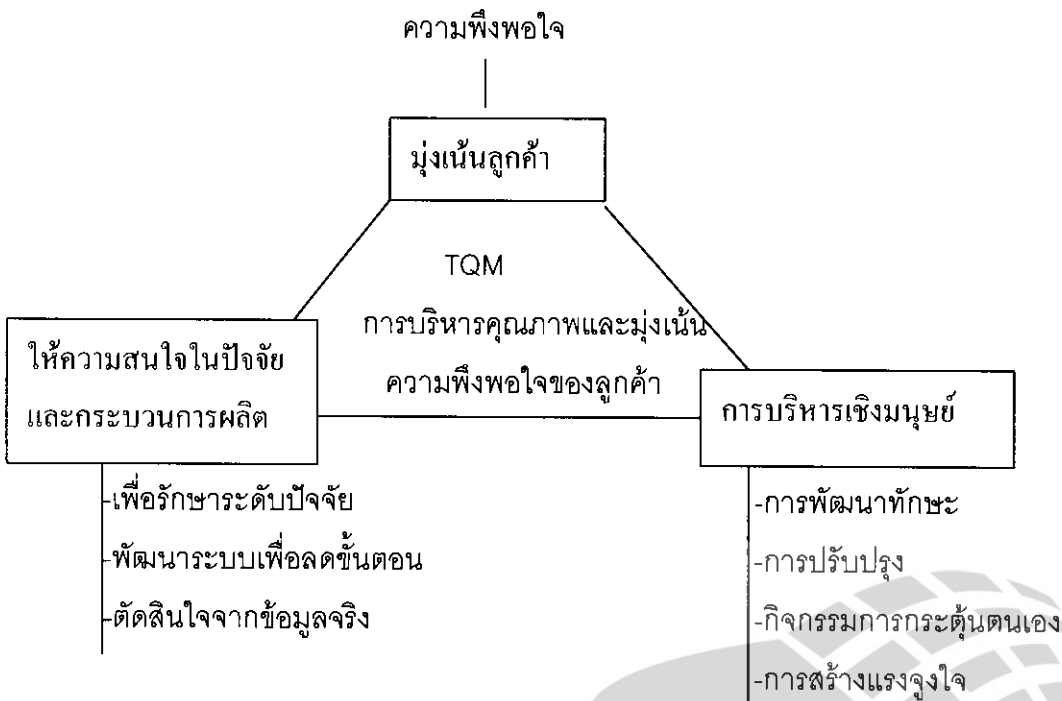 ความพึงพอใจ
มุ่งเน้นลูกค้า
TQM
การบริหารคุณภาพและมุ่งเน้น
ความพึงพอใจของลูกค้า
ให้ความสนใจในปัจจัย
และกระบวนการผลิต
-เพื่อรักษาระดับปัจจัย
-พัฒนาระบบเพื่อลดขั้นตอน
-ตัดสินใจจากข้อมูลจริง
การบริหารเชิงมนุษย์
-การพัฒนาทักษะ
-การปรับปรุง
-กิจกรรมการกระตุ้นตนเอง
-การสร้างแรงจูงใจ